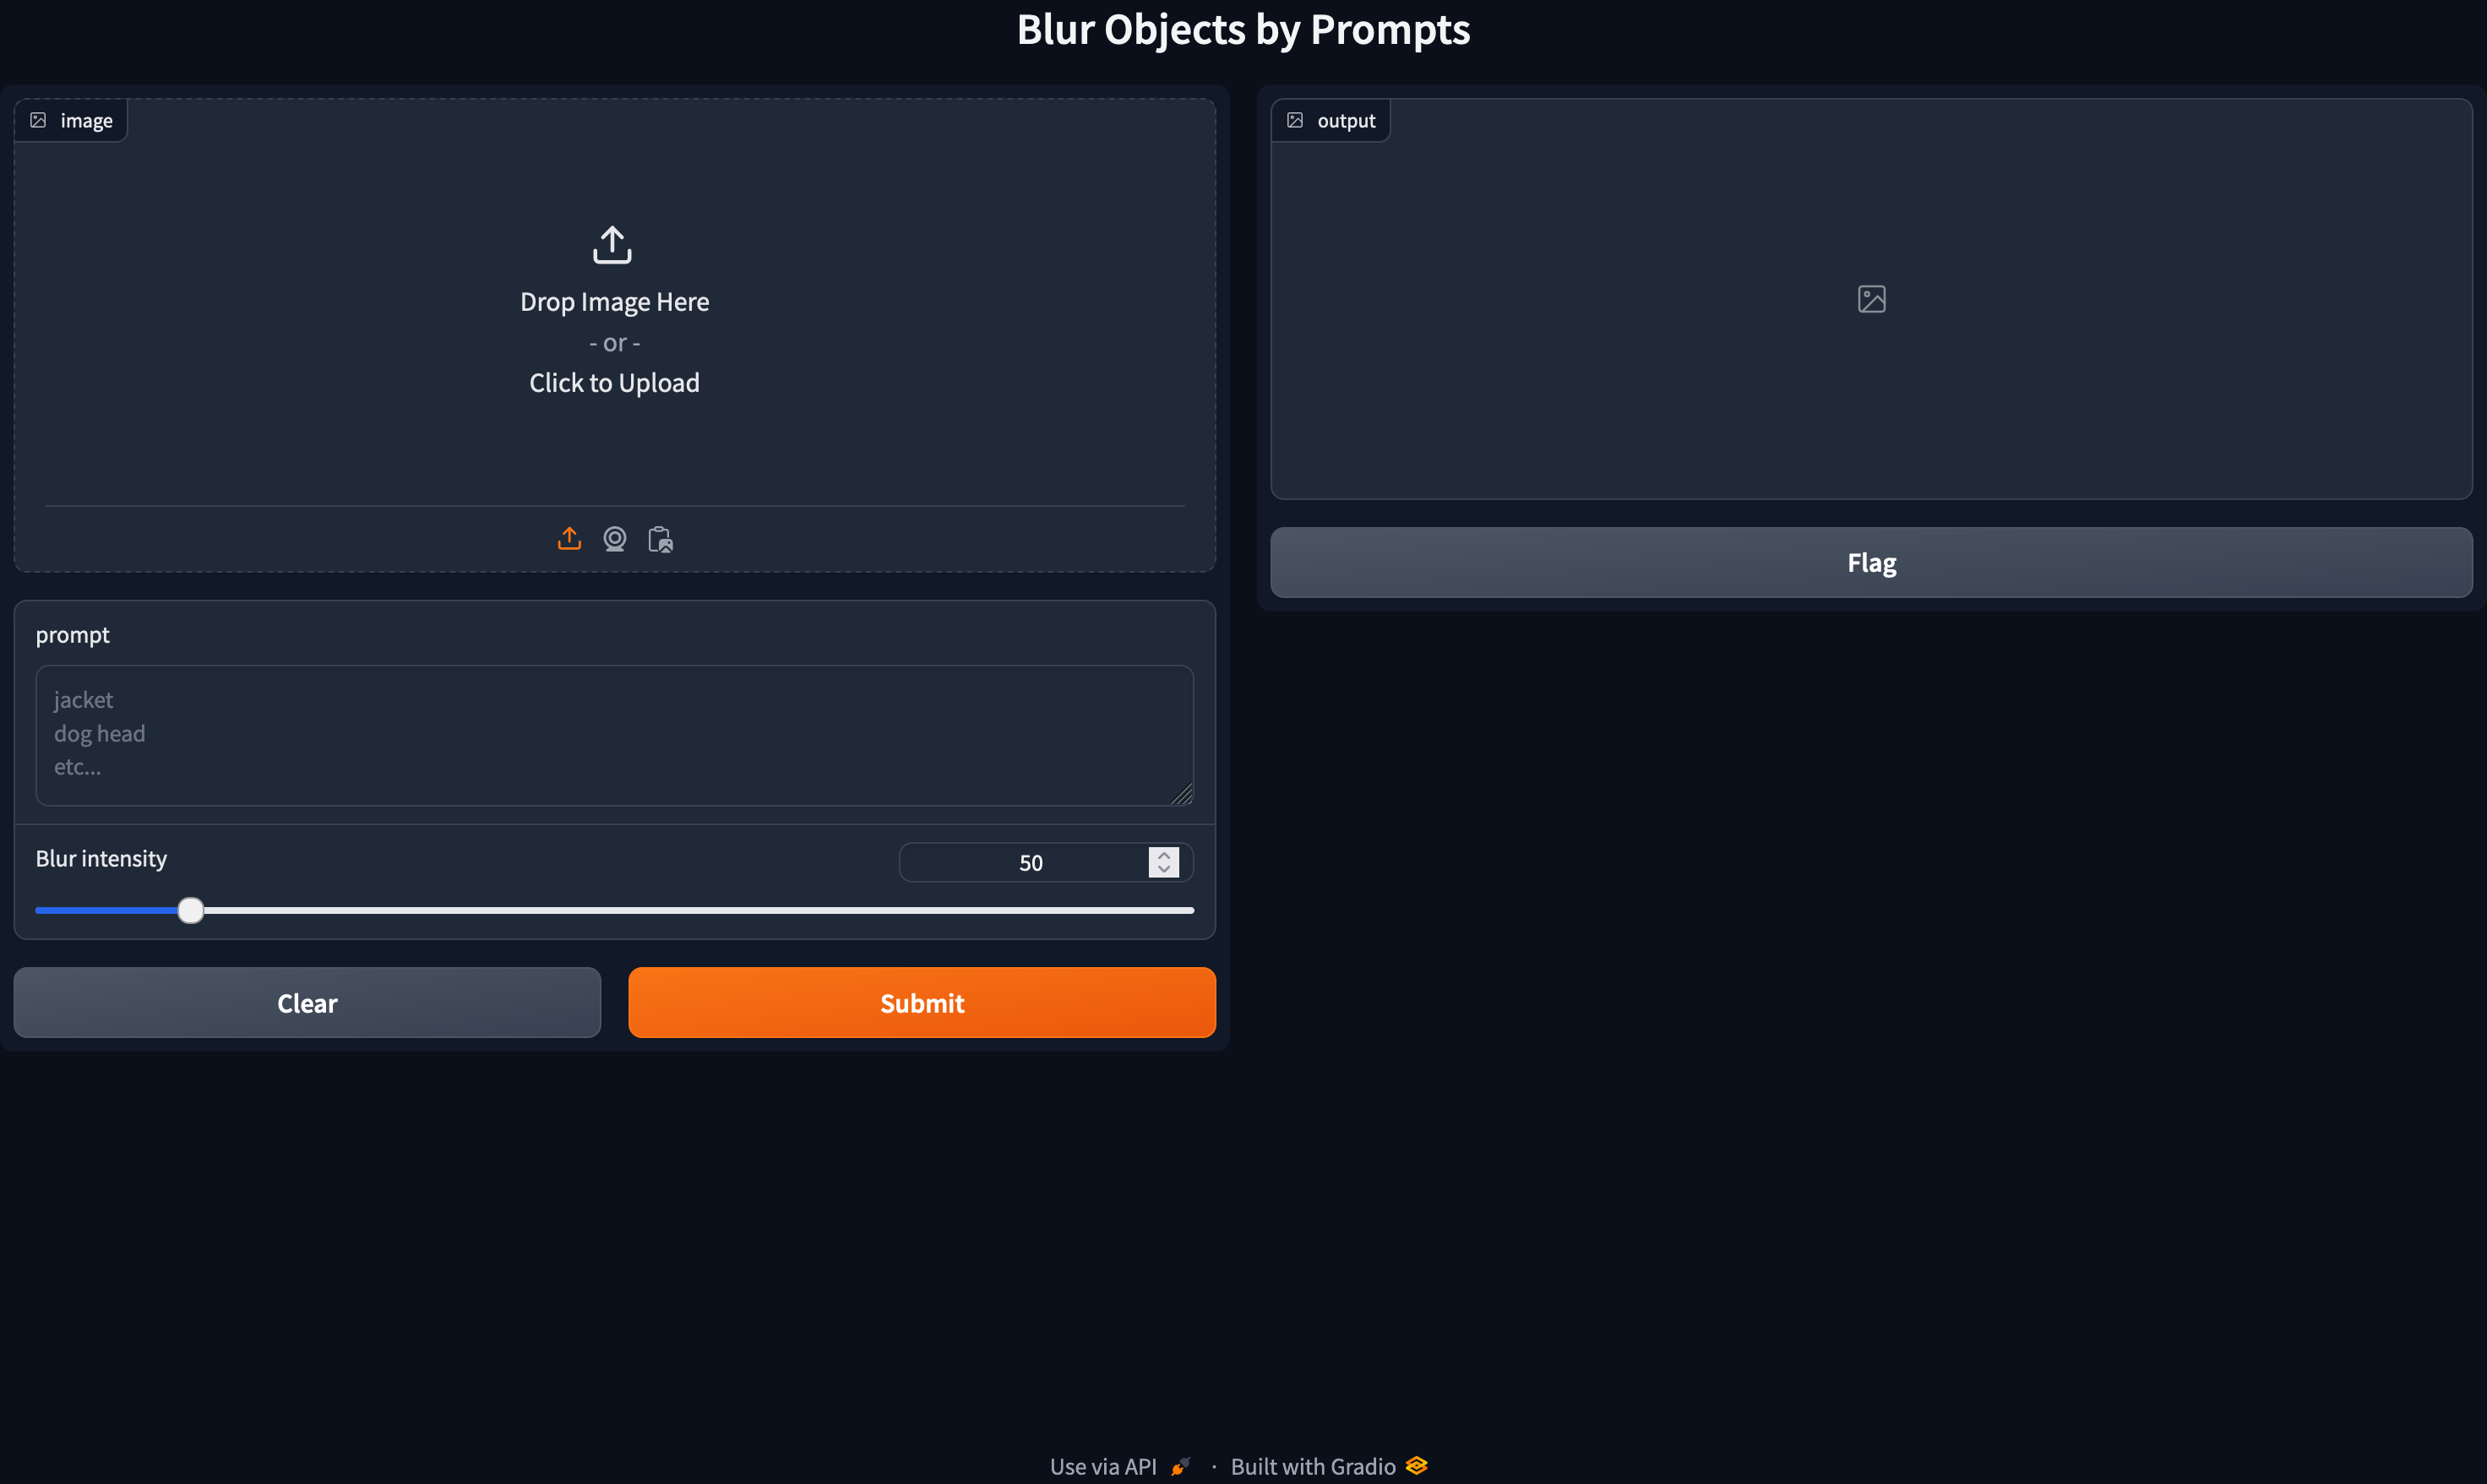 Blur Objects by Prompts
image
Drop Image Here
- or -
Click to Upload
prompt
jacket
dog head
etc...
Blur intensity
50
Clear
Submit
output
Flag
Use via API · Built with Gradio